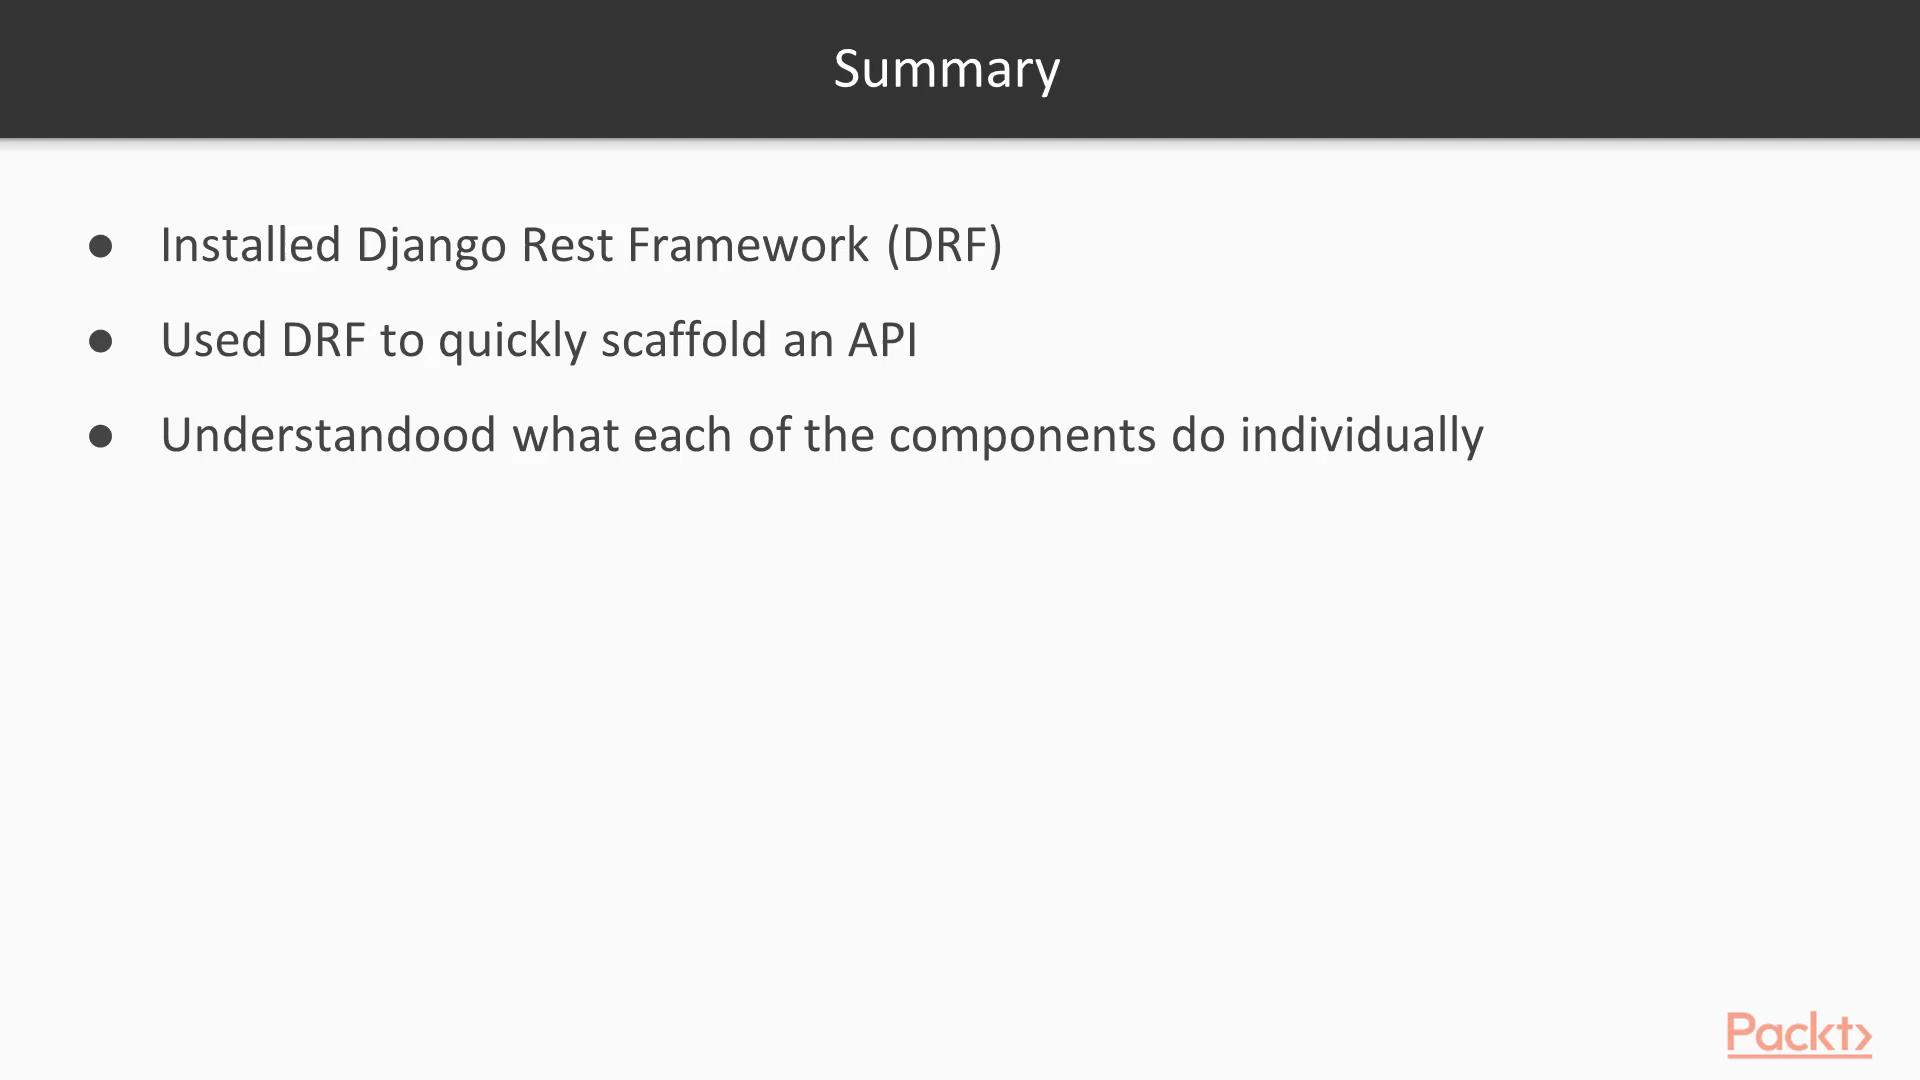 Summary
● Installed Django Rest Framework (DRF)
● Used DRF to quickly scaffold an API
● Understandood what each of the components do individually
Packt>